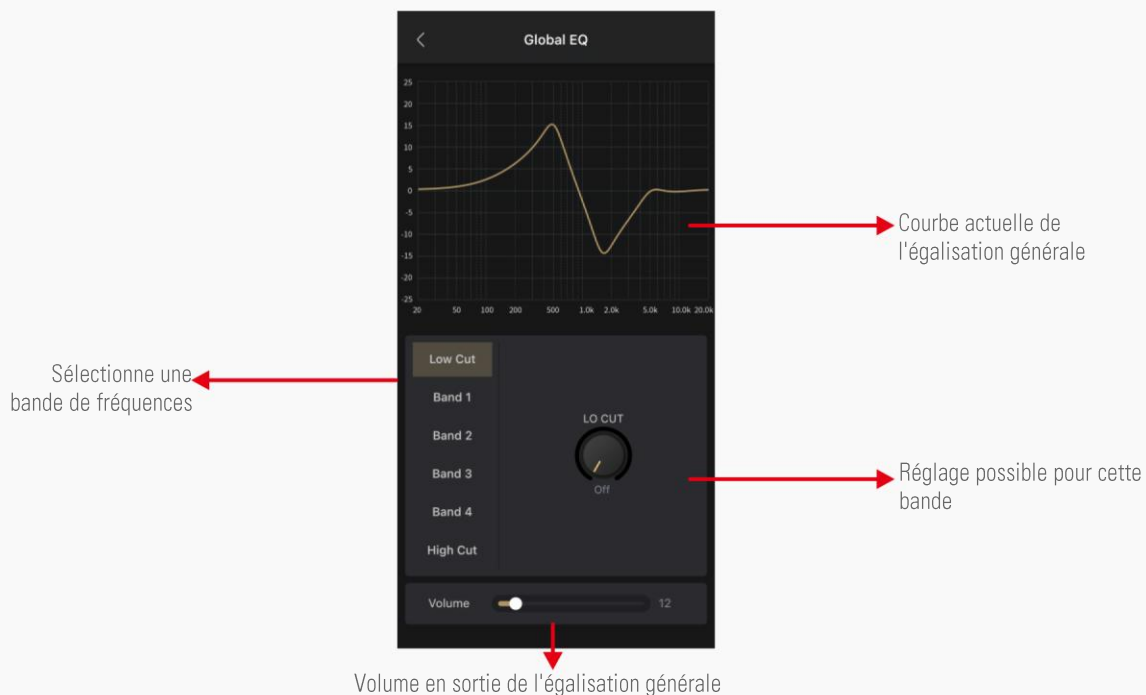 Global EQ
25
20
15
10
5
0
-5
-10
-15
-20
-25
20 50 100 200 500 1.0k 2.0k 5.0k 10.0k 20.0k
Courbe actuelle de
l'égalisation générale
Sélectionne une
bande de fréquences
Low Cut
Band 1
Band 2
Band 3
Band 4
High Cut
LO CUT
Off
Réglage possible pour cette
bande
Volume 12
Volume en sortie de l'égalisation générale